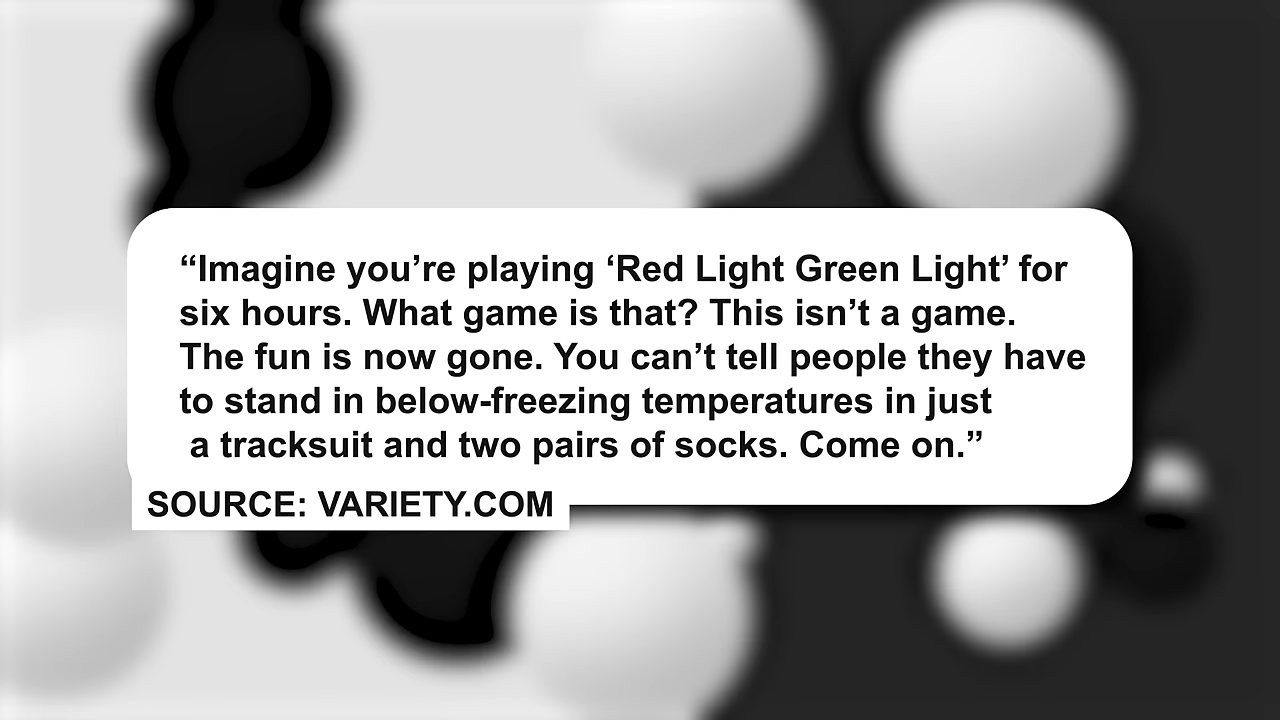 “Imagine you’re playing ‘Red Light Green Light’ for
six hours. What game is that? This isn’t a game.
The fun is now gone. You can’t tell people they have
to stand in below-freezing temperatures in just
a tracksuit and two pairs of socks. Come on.”
SOURCE: VARIETY.COM